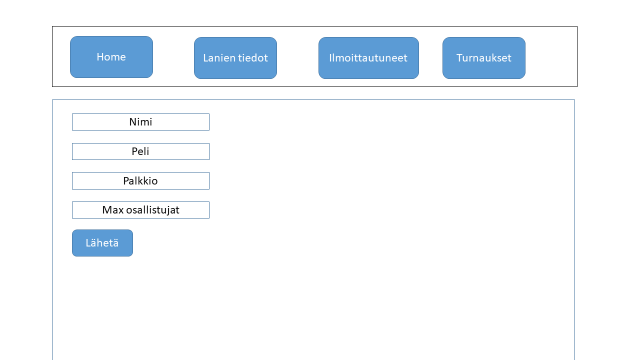 Home
Lanien tiedot
Ilmoittautuneet
Turnaukset
Nimi
Peli
Palkkio
Max osallistujat
Lähetä